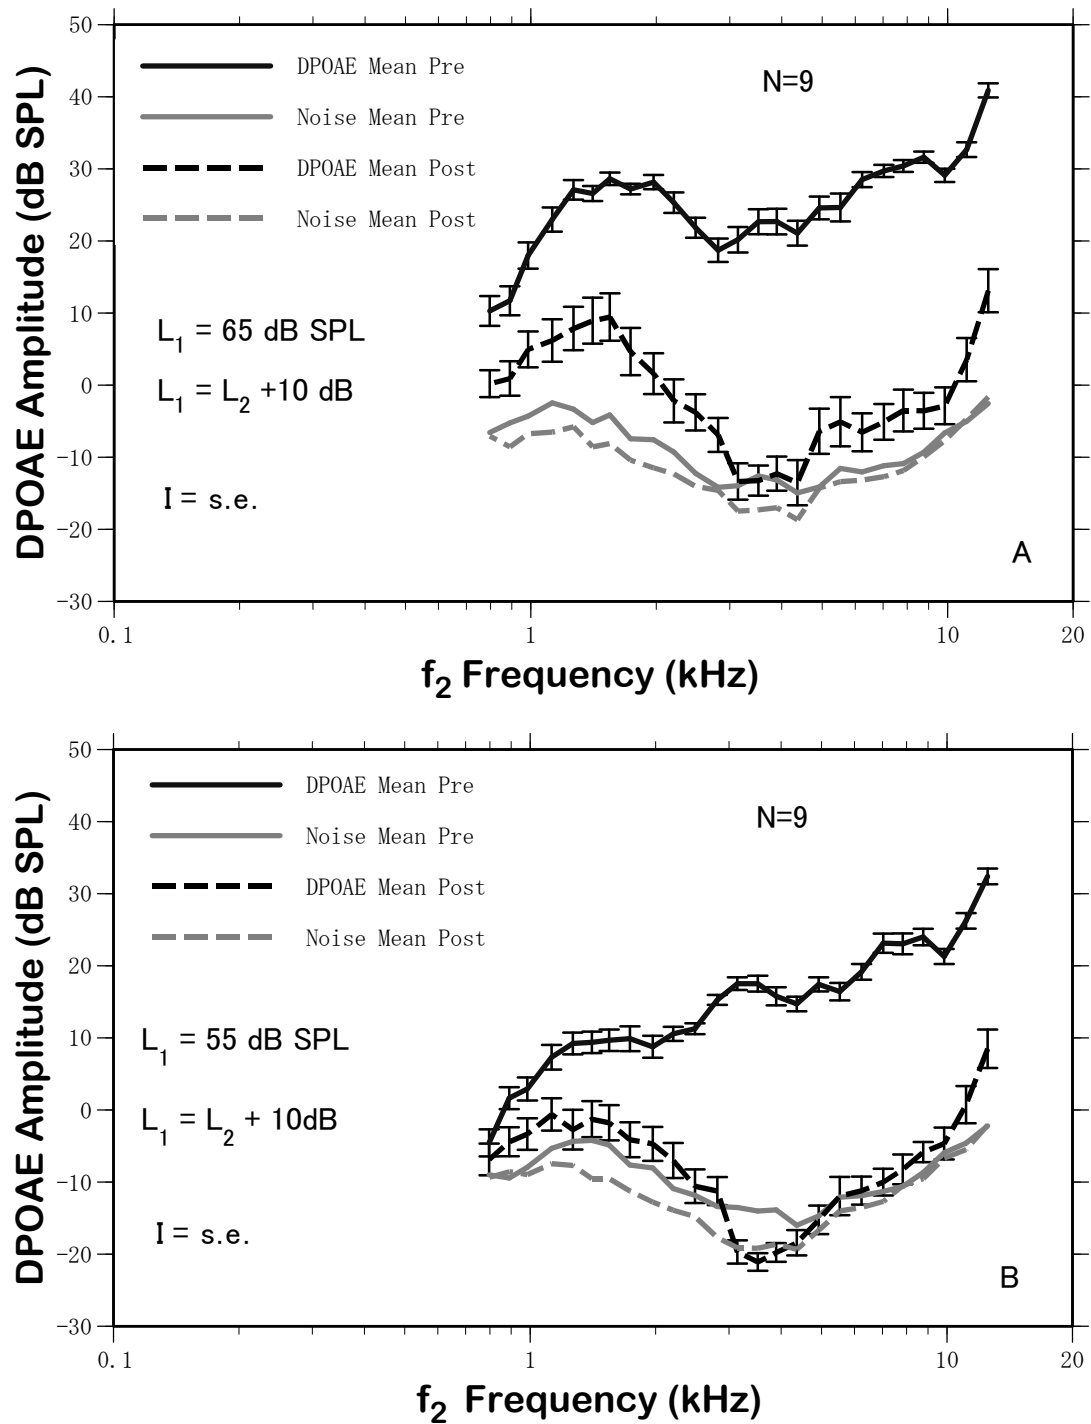 50
40
30
20
10
0
-10
-20
-30
DPOAE Amplitude (dB SPL)
DPOAE Mean Pre
Noise Mean Pre
DPOAE Mean Post
Noise Mean Post
N=9
L₁ = 65 dB SPL
L₁ = L₂ +10 dB
I = s.e.
A
0.1 1 10 20
f₂ Frequency (kHz)
50
40
30
20
10
0
-10
-20
-30
DPOAE Amplitude (dB SPL)
DPOAE Mean Pre
Noise Mean Pre
DPOAE Mean Post
Noise Mean Post
N=9
L₁ = 55 dB SPL
L₁ = L₂ + 10dB
I = s.e.
B
0.1 1 10 20
f₂ Frequency (kHz)